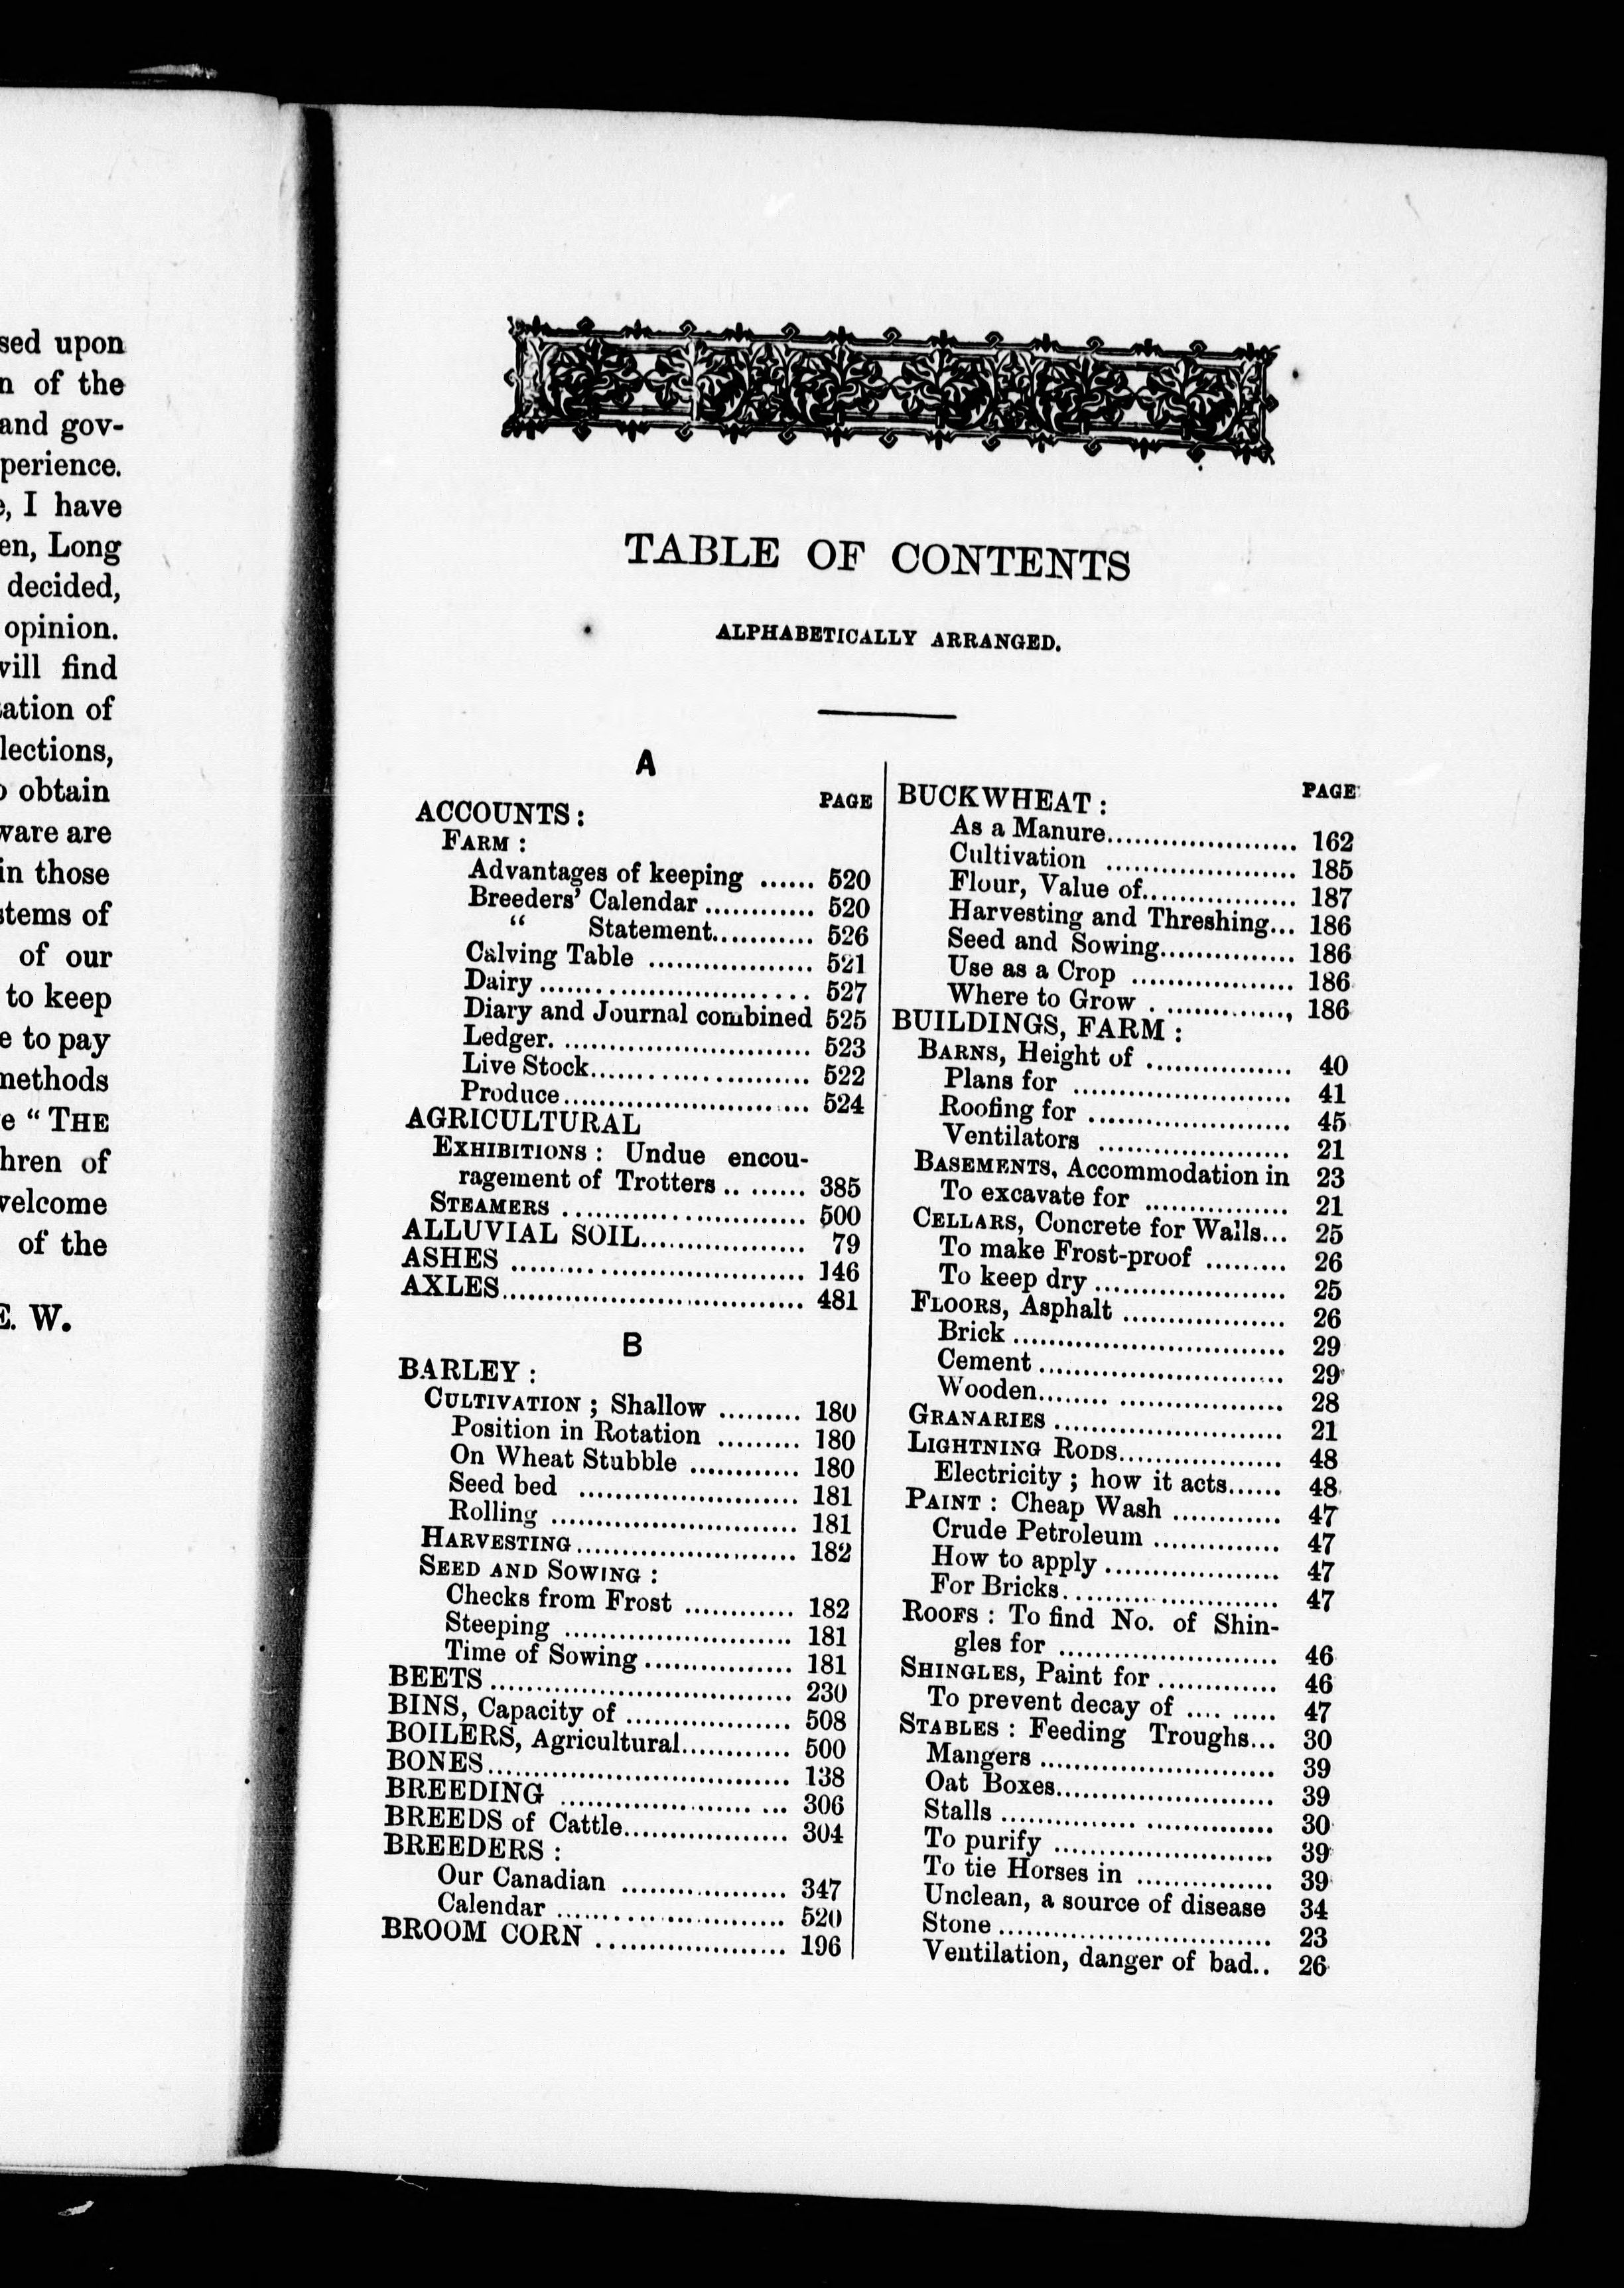 sed upon
n of the
and gov-
perience.
e, I have
en, Long
decided,
opinion.
will find
tation of
lections,
o obtain
ware are
in those
stems of
of our
to keep
e to pay
methods
e "THE
hren of
welcome
of the
E. W.
TABLE OF CONTENTS
ALPHABETICALLY ARRANGED.
A
PAGE
ACCOUNTS:
FARM:
Advantages of keeping ...... 520
Breeders' Calendar ............ 520
" Statement........... 526
Calving Table .................. 521
Dairy ............................. 527
Diary and Journal combined 525
Ledger. ........................... 523
Live Stock........................ 522
Produce........................... 524
AGRICULTURAL
EXHIBITIONS: Undue encou-
ragement of Trotters .. ...... 385
STEAMERS .......................... 500
ALLUVIAL SOIL.................. 79
ASHES ................................ 146
AXLES................................. 481
B
BARLEY:
CULTIVATION; Shallow ......... 180
Position in Rotation ......... 180
On Wheat Stubble ............ 180
Seed bed ........................ 181
Rolling ........................... 181
HARVESTING........................ 182
SEED AND SOWING:
Checks from Frost ............ 182
Steeping ......................... 181
Time of Sowing................ 181
BEETS ................................. 230
BINS, Capacity of .................. 508
BOILERS, Agricultural............ 500
BONES................................. 138
BREEDING ........................ ... 306
BREEDS of Cattle.................. 304
BREEDERS:
Our Canadian .................. 347
Calendar ......................... 520
BROOM CORN ..................... 196
PAGE
BUCKWHEAT:
As a Manure..................... 162
Cultivation ..................... 185
Flour, Value of................. 187
Harvesting and Threshing... 186
Seed and Sowing............... 186
Use as a Crop .................. 186
Where to Grow . .............., 186
BUILDINGS, FARM:
BARNS, Height of ................ 40
Plans for ........................ 41
Roofing for ...................... 45
Ventilators ..................... 21
BASEMENTS, Accommodation in 23
To excavate for ................ 21
CELLARS, Concrete for Walls... 25
To make Frost-proof ......... 26
To keep dry ..................... 25
FLOORS, Asphalt .................. 26
Brick .............................. 29
Cement ........................... 29
Wooden........ .................. 28
GRANARIES ......................... 21
LIGHTNING RODS.................. 48
Electricity; how it acts...... 48
PAINT: Cheap Wash ............ 47
Crude Petroleum .............. 47
How to apply ................... 47
For Bricks........................ 47
ROOFS: To find No. of Shin-
gles for ........................ 46
SHINGLES, Paint for ............. 46
To prevent decay of .... ..... 47
STABLES: Feeding Troughs... 30
Mangers .......................... 39
Oat Boxes........................ 39
Stalls ............... .............. 30
To purify ........................ 39
To tie Horses in ............... 39
Unclean, a source of disease 34
Stone .............................. 23
Ventilation, danger of bad.. 26